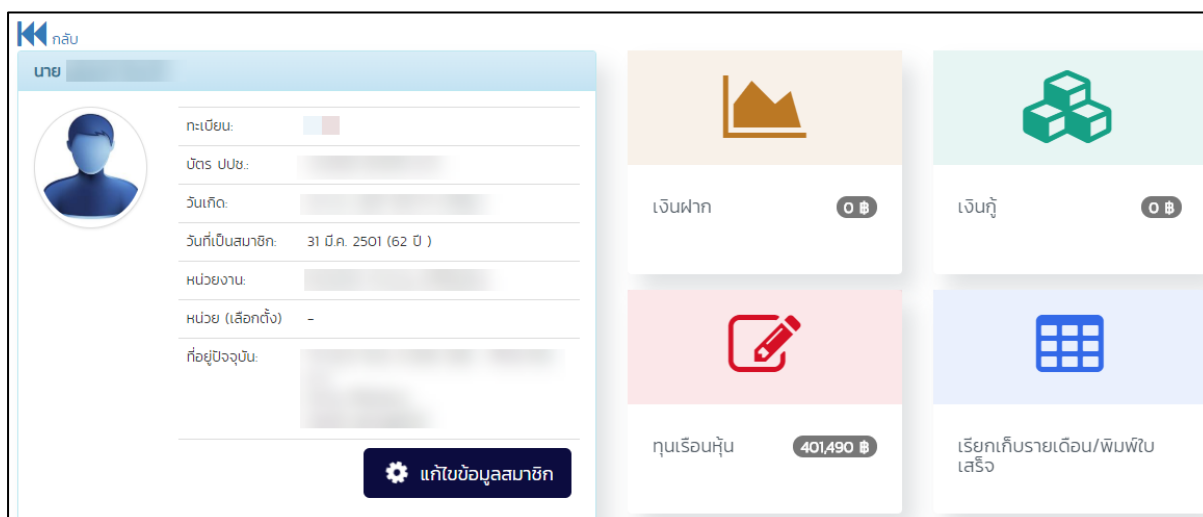 กลับ
นาย
ทะเบียน:
บัตร ปปช.:
วันเกิด:
วันที่เป็นสมาชิก: 31 มี.ค. 2501 (62 ปี )
หน่วยงาน:
หน่วย (เลือกตั้ง) -
ที่อยู่ปัจจุบัน:
แก้ไขข้อมูลสมาชิก
เงินฝาก 0 ฿
เงินกู้ 0 ฿
ทุนเรือนหุ้น 401,490 ฿
เรียกเก็บรายเดือน/พิมพ์ใบ
เสร็จ